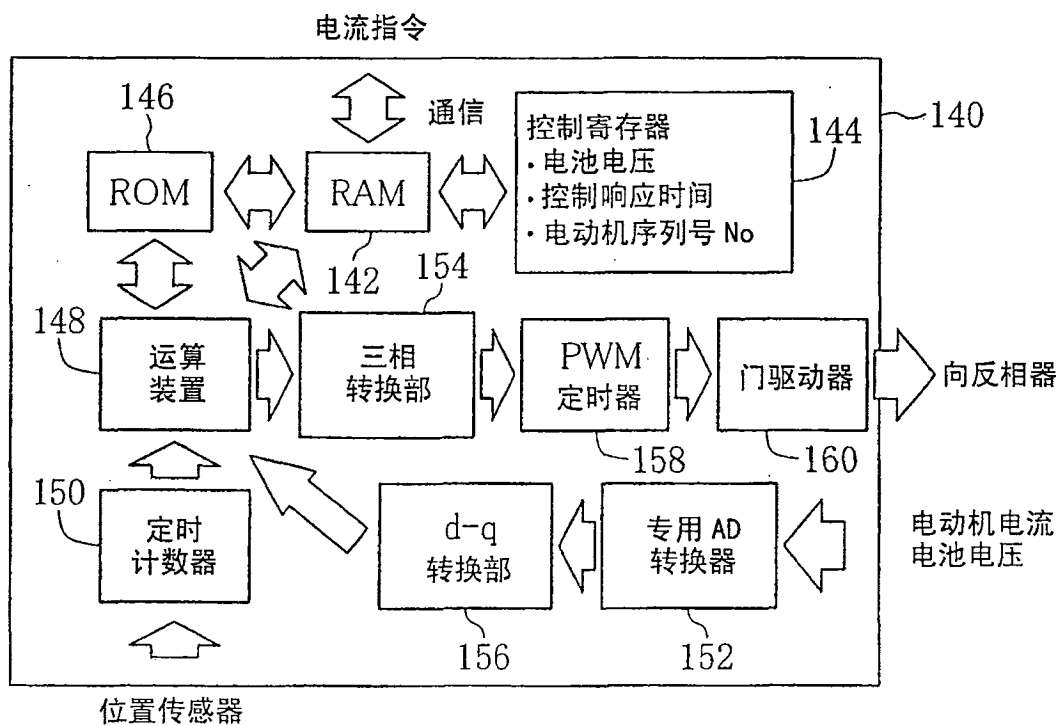 电流指令
146
通信
ROM
RAM
控制寄存器
·电池电压
·控制响应时间
·电动机序列号 No
144
140
142
154
148
运算
装置
三相
转换部
PWM
定时器
门驱动器
向反相器
158
160
150
定时
计数器
d-q
转换部
专用 AD
转换器
电动机电流
电池电压
156
152
位置传感器